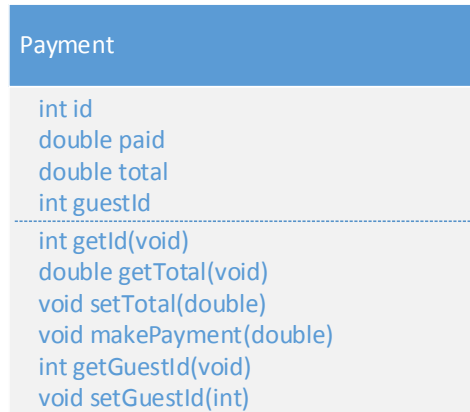 Payment
int id
double paid
double total
int guestId
int getId(void)
double getTotal(void)
void setTotal(double)
void makePayment(double)
int getGuestId(void)
void setGuestId(int)